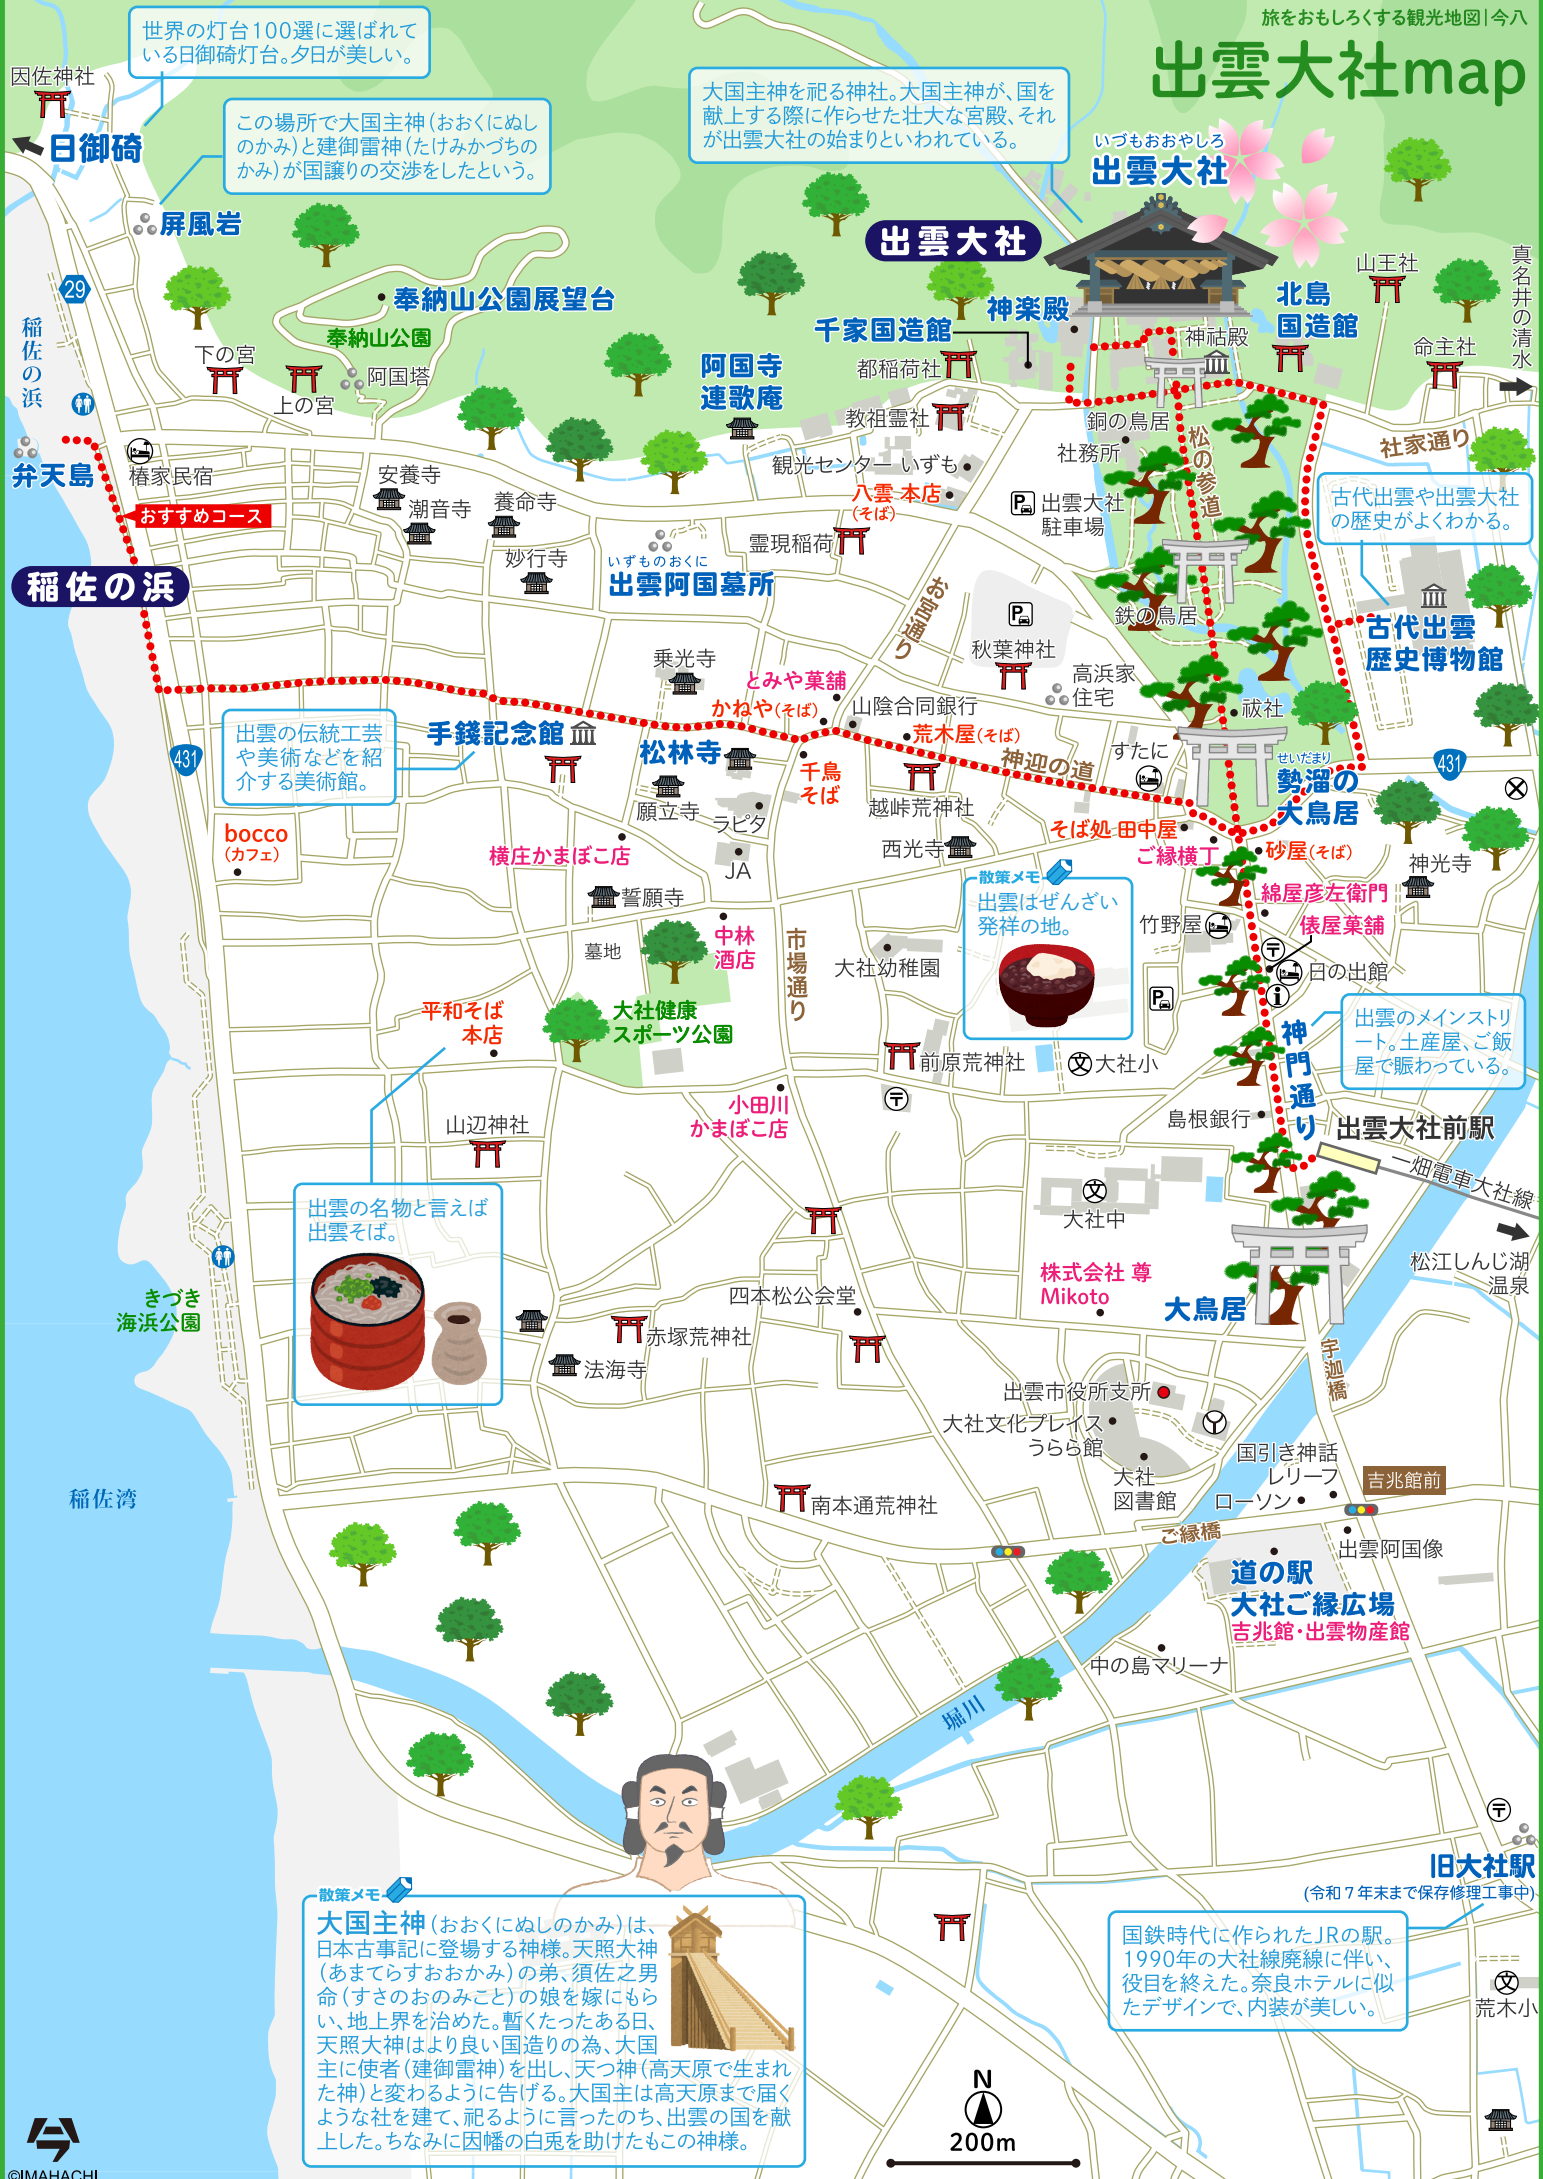 旅をおもしろくする観光地図|今八
出雲大社map
世界の灯台100選に選ばれて
いる日御碕灯台。夕日が美しい。
因佐神社
日御碕
この場所で大国主神（おおくにぬし
のかみ）と建御雷神（たけみかづちの
かみ）が国譲りの交渉をしたという。
屏風岩
大国主神を祀る神社。大国主神が、国を
献上する際に作らせた壮大な宮殿、それ
が出雲大社の始まりといわれている。
いづもおおやしろ
出雲大社
出雲大社
29
稲佐の浜
奉納山公園展望台
奉納山公園
下の宮
上の宮
阿国塔
阿国寺
連歌庵
千家国造館
神楽殿
北島
国造館
神祜殿
山王社
真名井の清水
命主社
都稲荷社
教祖霊社
銅の鳥居
社務所
松の参道
社家通り
弁天島
椿家民宿
おすすめコース
安養寺
潮音寺
養命寺
妙行寺
観光センター いずも
八雲 本店
（そば）
霊現稲荷
出雲大社
駐車場
古代出雲や出雲大社
の歴史がよくわかる。
稲佐の浜
いずものおくに
出雲阿国墓所
お宮通り
秋葉神社
鉄の鳥居
古代出雲
歴史博物館
乗光寺
とみや菓舗
かねや（そば）
山陰合同銀行
高浜家
住宅
祓社
出雲の伝統工芸
や美術などを紹
介する美術館。
手錢記念館
松林寺
荒木屋（そば）
神迎の道
すたに
せいだまり
勢溜の
大鳥居
431
431
千鳥
そば
願立寺
ラピタ
越峠荒神社
bocco
（カフェ）
横庄かまぼこ店
JA
西光寺
そば処 田中屋
ご縁横丁
砂屋（そば）
神光寺
誓願寺
中林
酒店
墓地
市場通り
散策メモ
出雲はぜんざい
発祥の地。
大社幼稚園
竹野屋
綿屋彦左衛門
俵屋菓舗
日の出館
平和そば
本店
大社健康
スポーツ公園
前原荒神社
大社小
神門通り
出雲のメインストリ
ート。土産屋、ご飯
屋で賑わっている。
小田川
かまぼこ店
山辺神社
島根銀行
出雲大社前駅
一畑電車大社線
松江しんじ湖
温泉
出雲の名物と言えば
出雲そば。
大社中
きづき
海浜公園
四本松公会堂
赤塚荒神社
法海寺
株式会社 尊
Mikoto
大鳥居
宇迦橋
出雲市役所支所
大社文化プレイス
うらら館
大社
図書館
国引き神話
レリーフ
ローソン
吉兆館前
稲佐湾
南本通荒神社
ご縁橋
出雲阿国像
道の駅
大社ご縁広場
吉兆館・出雲物産館
中の島マリーナ
堀川
旧大社駅
（令和７年末まで保存修理工事中）
国鉄時代に作られたJRの駅。
1990年の大社線廃線に伴い、
役目を終えた。奈良ホテルに似
たデザインで、内装が美しい。
荒木小
散策メモ
大国主神（おおくにぬしのかみ）は、
日本古事記に登場する神様。天照大神
（あまてらすおおかみ）の弟、須佐之男
命（すさのおのみこと）の娘を嫁にもら
い、地上界を治めた。暫くたったある日、
天照大神はより良い国造りの為、大国
主に使者（建御雷神）を出し、天つ神（高天原で生まれ
た神）と変わるように告げる。大国主は高天原まで届く
ような社を建て、祀るように言ったのち、出雲の国を献
上した。ちなみに因幡の白兎を助けたもこの神様。
N
200m
©IMAHACHI